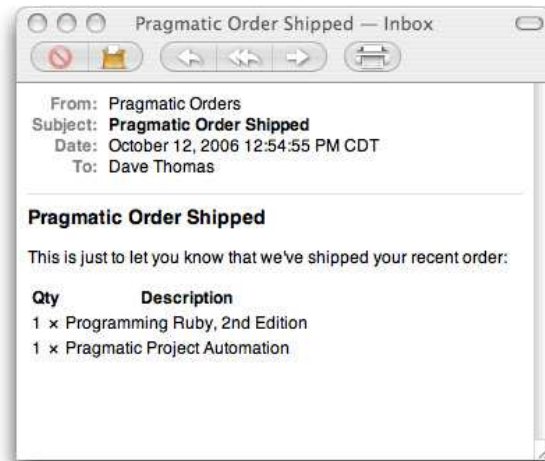 Pragmatic Order Shipped — Inbox
From: Pragmatic Orders
Subject: Pragmatic Order Shipped
Date: October 12, 2006 12:54:55 PM CDT
To: Dave Thomas
Pragmatic Order Shipped
This is just to let you know that we've shipped your recent order:
Qty Description
1 × Programming Ruby, 2nd Edition
1 × Pragmatic Project Automation